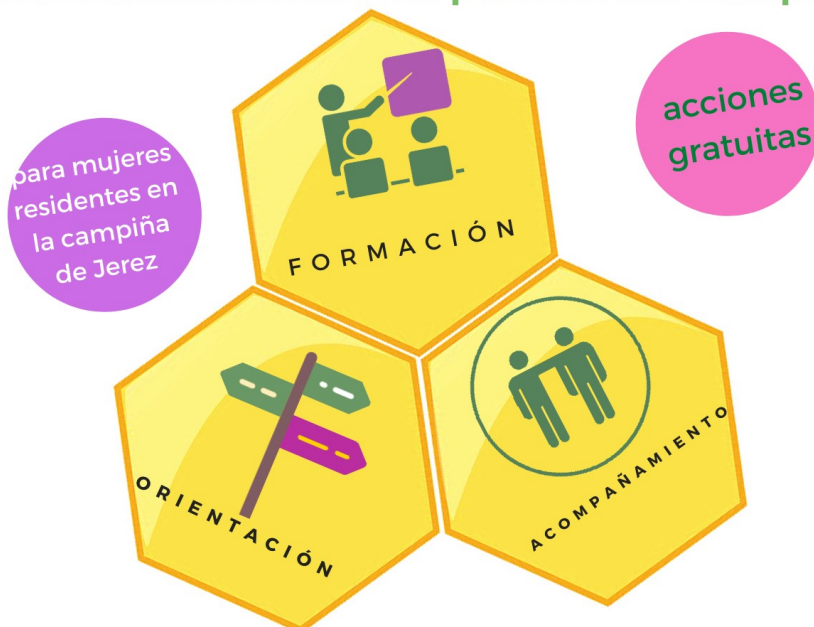 para mujeres
residentes en
la campiña
de Jerez
acciones
gratuitas
FORMACIÓN
ORIENTACIÓN
ACOMPAÑAMIENTO